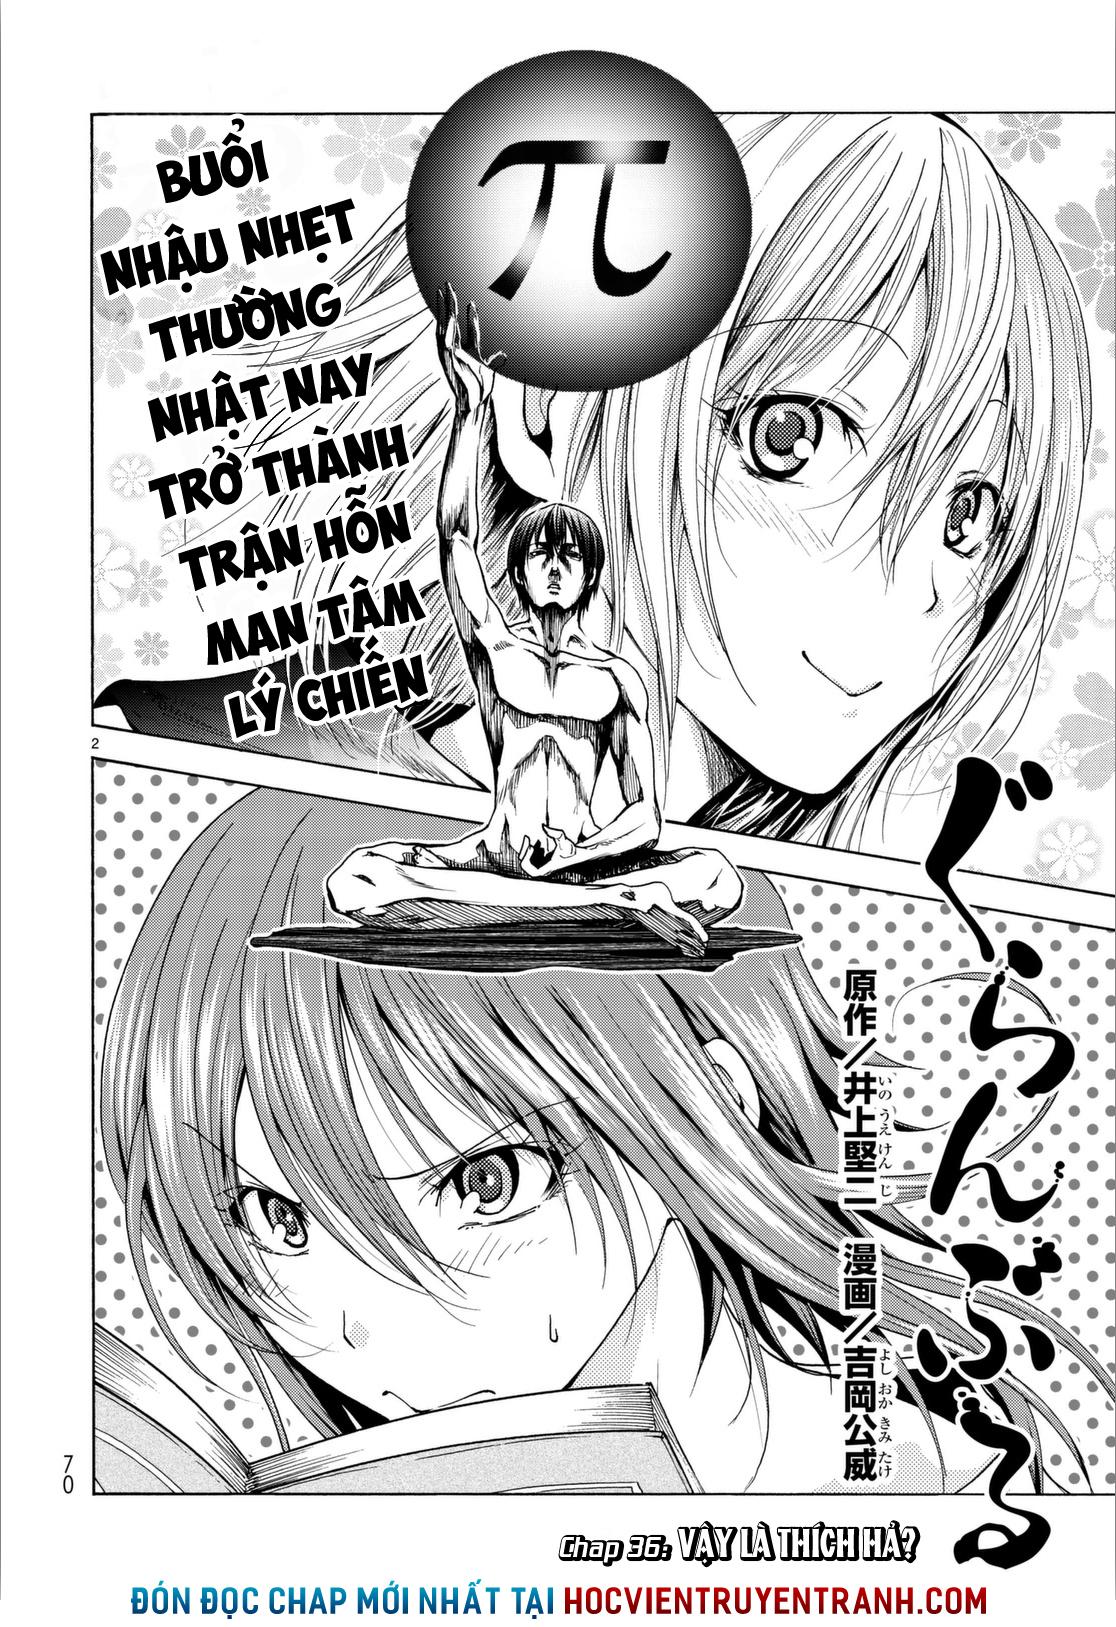 π
BUỔI
NHẬU NHẸT
THƯỜNG
NHẬT NAY
TRỞ THÀNH
TRẬN HỖN
MAN TÂM
LÝ CHIẾN
2
ぐらんぶる
原作／井上堅二
いのうえけんじ
漫画／吉岡公威
よしおかきみたけ
70
Chap 36: VẬY LÀ THÍCH HẢ?
ĐÓN ĐỌC CHAP MỚI NHẤT TẠI HOCVIENTRUYENTRANH.COM